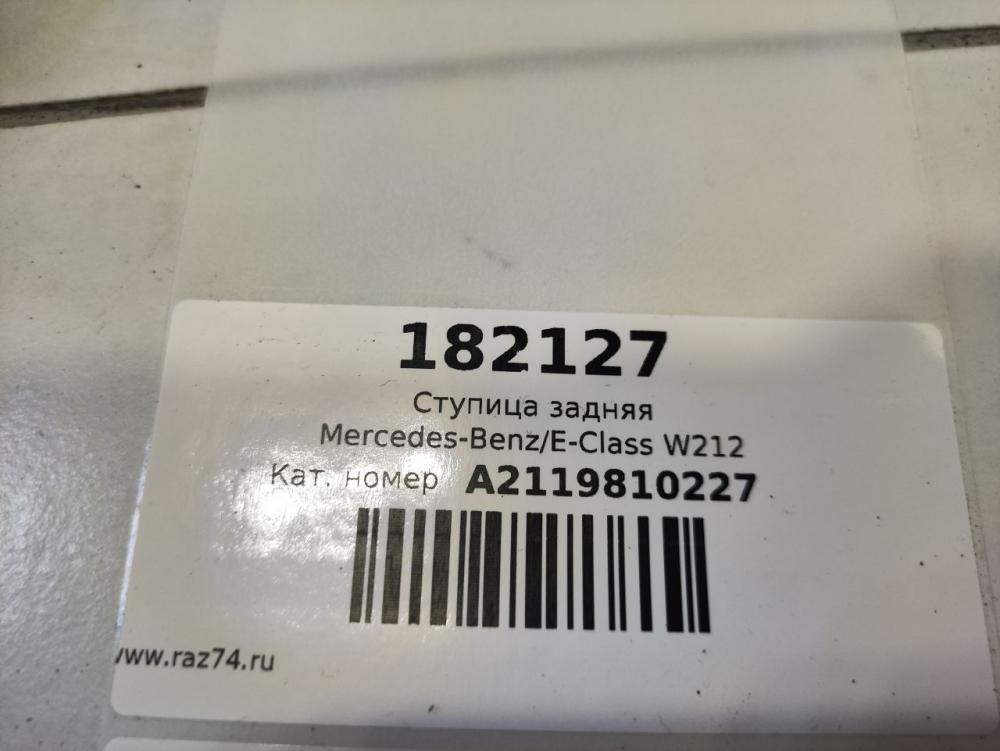 182127
Ступица задняя
Mercedes-Benz/E-Class W212
Кат. номер A2119810227
www.raz74.ru